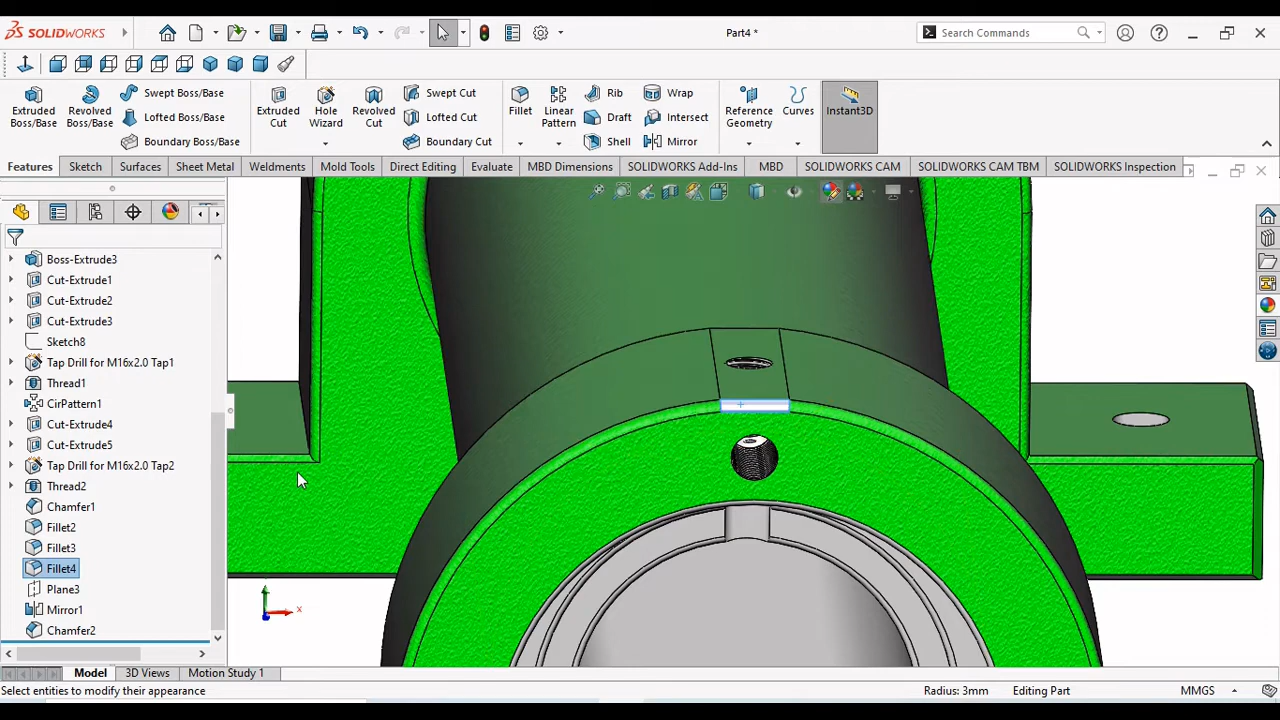 SOLIDWORKS
Part4 *
Search Commands
Extruded Boss/Base
Revolved Boss/Base
Swept Boss/Base
Lofted Boss/Base
Boundary Boss/Base
Extruded Cut
Hole Wizard
Revolved Cut
Swept Cut
Lofted Cut
Boundary Cut
Fillet
Linear Pattern
Rib
Draft
Shell
Wrap
Intersect
Mirror
Reference Geometry
Curves
Instant3D
Features
Sketch
Surfaces
Sheet Metal
Weldments
Mold Tools
Direct Editing
Evaluate
MBD Dimensions
SOLIDWORKS Add-Ins
MBD
SOLIDWORKS CAM
SOLIDWORKS CAM TBM
SOLIDWORKS Inspection
Boss-Extrude3
Cut-Extrude1
Cut-Extrude2
Cut-Extrude3
Sketch8
Tap Drill for M16x2.0 Tap1
Thread1
CirPattern1
Cut-Extrude4
Cut-Extrude5
Tap Drill for M16x2.0 Tap2
Thread2
Chamfer1
Fillet2
Fillet3
Fillet4
Plane3
Mirror1
Chamfer2
x
Model
3D Views
Motion Study 1
Select entities to modify their appearance
Radius: 3mm
Editing Part
MMGS